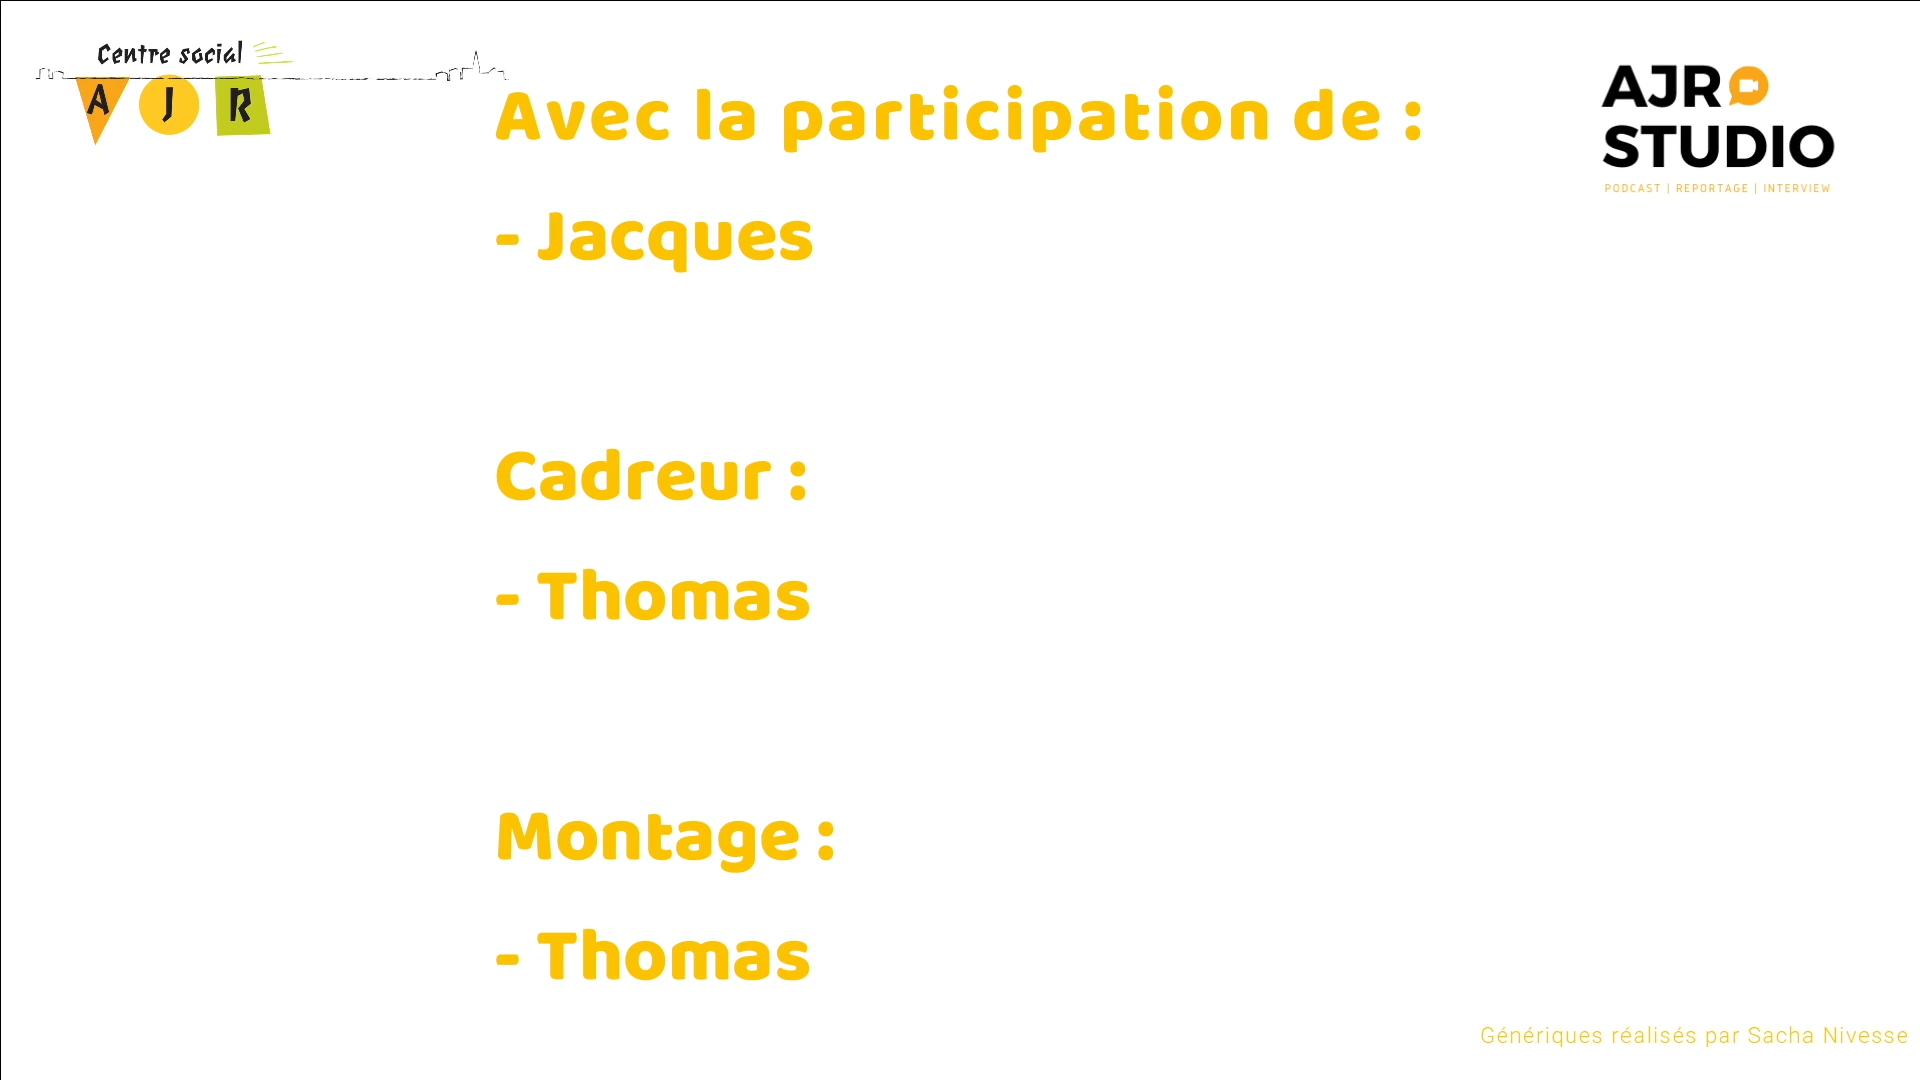 Centre social
A J R
AJR
STUDIO
PODCAST | REPORTAGE | INTERVIEW
Avec la participation de :
- Jacques
Cadreur :
- Thomas
Montage :
- Thomas
Génériques réalisés par Sacha Nivesse